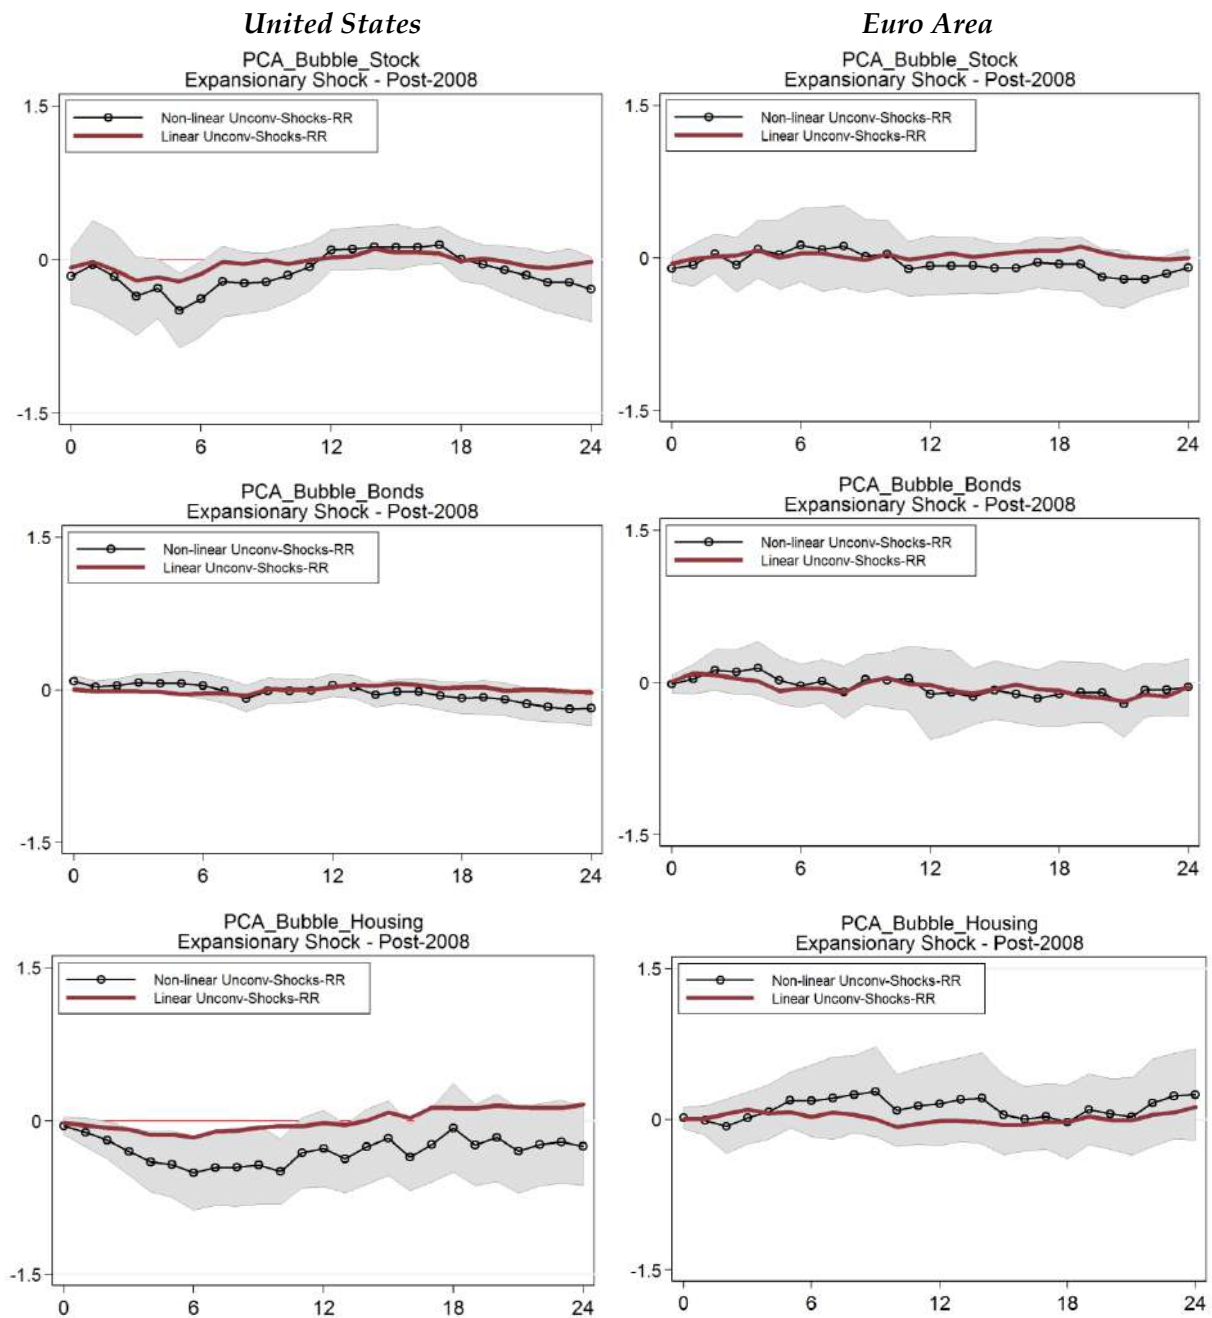 United States
Euro Area
PCA_Bubble_Stock
Expansionary Shock - Post-2008
1.5
Non-linear Unconv-Shocks-RR
Linear Unconv-Shocks-RR
0
-1.5
0 6 12 18 24
PCA_Bubble_Stock
Expansionary Shock - Post-2008
1.5
Non-linear Unconv-Shocks-RR
Linear Unconv-Shocks-RR
0
-1.5
0 6 12 18 24
PCA_Bubble_Bonds
Expansionary Shock - Post-2008
1.5
Non-linear Unconv-Shocks-RR
Linear Unconv-Shocks-RR
0
-1.5
0 6 12 18 24
PCA_Bubble_Bonds
Expansionary Shock - Post-2008
1.5
Non-linear Unconv-Shocks-RR
Linear Unconv-Shocks-RR
0
-1.5
0 6 12 18 24
PCA_Bubble_Housing
Expansionary Shock - Post-2008
1.5
Non-linear Unconv-Shocks-RR
Linear Unconv-Shocks-RR
0
-1.5
0 6 12 18 24
PCA_Bubble_Housing
Expansionary Shock - Post-2008
1.5
Non-linear Unconv-Shocks-RR
Linear Unconv-Shocks-RR
0
-1.5
0 6 12 18 24